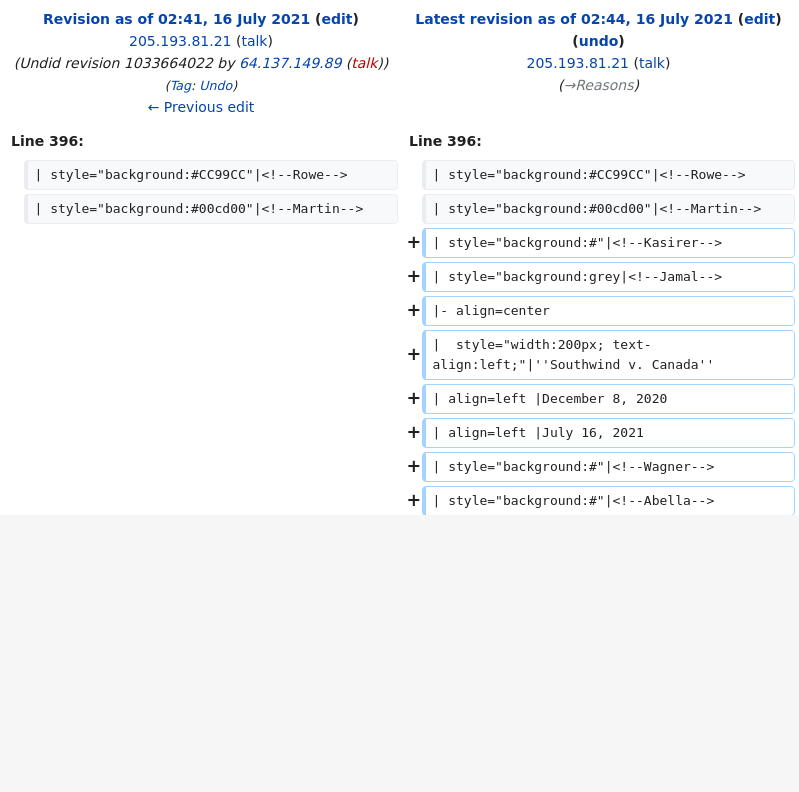 Revision as of 02:41, 16 July 2021 (edit)
205.193.81.21 (talk)
(Undid revision 1033664022 by 64.137.149.89 (talk))
(Tag: Undo)
← Previous edit
Latest revision as of 02:44, 16 July 2021 (edit)
(undo)
205.193.81.21 (talk)
(→Reasons)
Line 396:
Line 396:
| style="background:#CC99CC"|<!--Rowe-->
| style="background:#CC99CC"|<!--Rowe-->
| style="background:#00cd00"|<!--Martin-->
| style="background:#00cd00"|<!--Martin-->
+ | style="background:#"|<!--Kasirer-->
+ | style="background:grey|<!--Jamal-->
+ |- align=center
+ |  style="width:200px; text-
align:left;"|''Southwind v. Canada''
+ | align=left |December 8, 2020
+ | align=left |July 16, 2021
+ | style="background:#"|<!--Wagner-->
+ | style="background:#"|<!--Abella-->